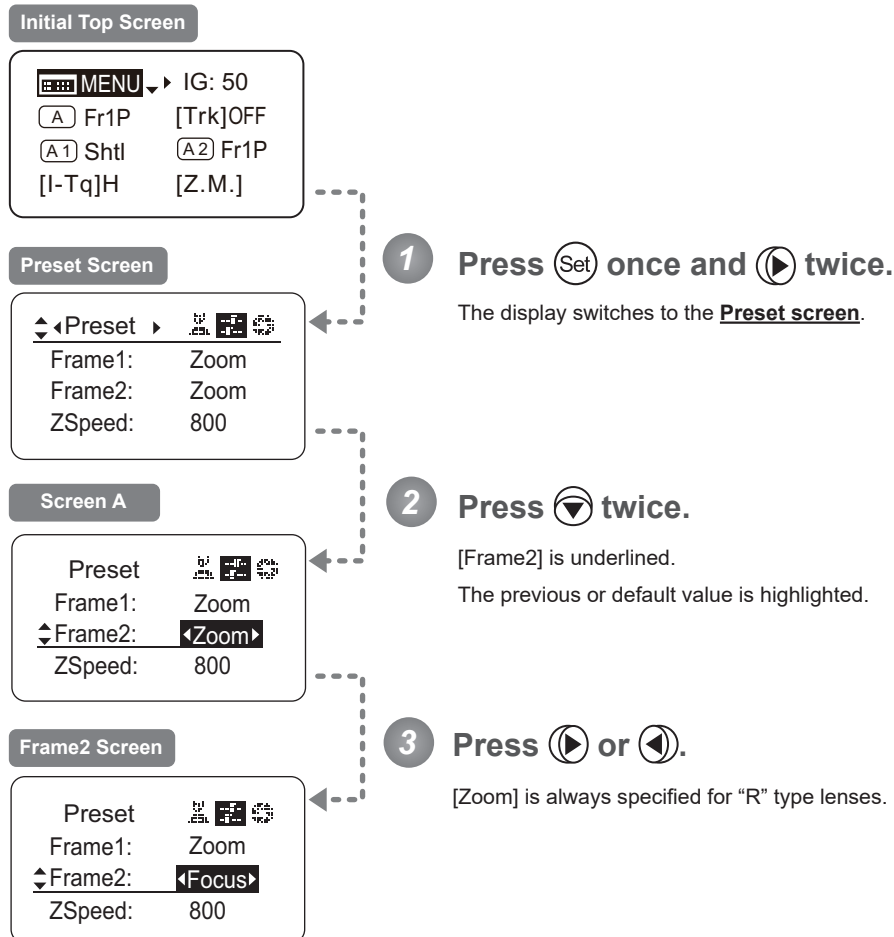 Initial Top Screen
MENU IG: 50
A Fr1P [Trk]OFF
A1 Shtl A2 Fr1P
[I-Tq]H [Z.M.]
1 Press Set once and twice.
The display switches to the Preset screen.
Preset Screen
Preset
Frame1: Zoom
Frame2: Zoom
ZSpeed: 800
2 Press twice.
[Frame2] is underlined.
The previous or default value is highlighted.
Screen A
Preset
Frame1: Zoom
Frame2: Zoom
ZSpeed: 800
3 Press or .
[Zoom] is always specified for “R” type lenses.
Frame2 Screen
Preset
Frame1: Zoom
Frame2: Focus
ZSpeed: 800